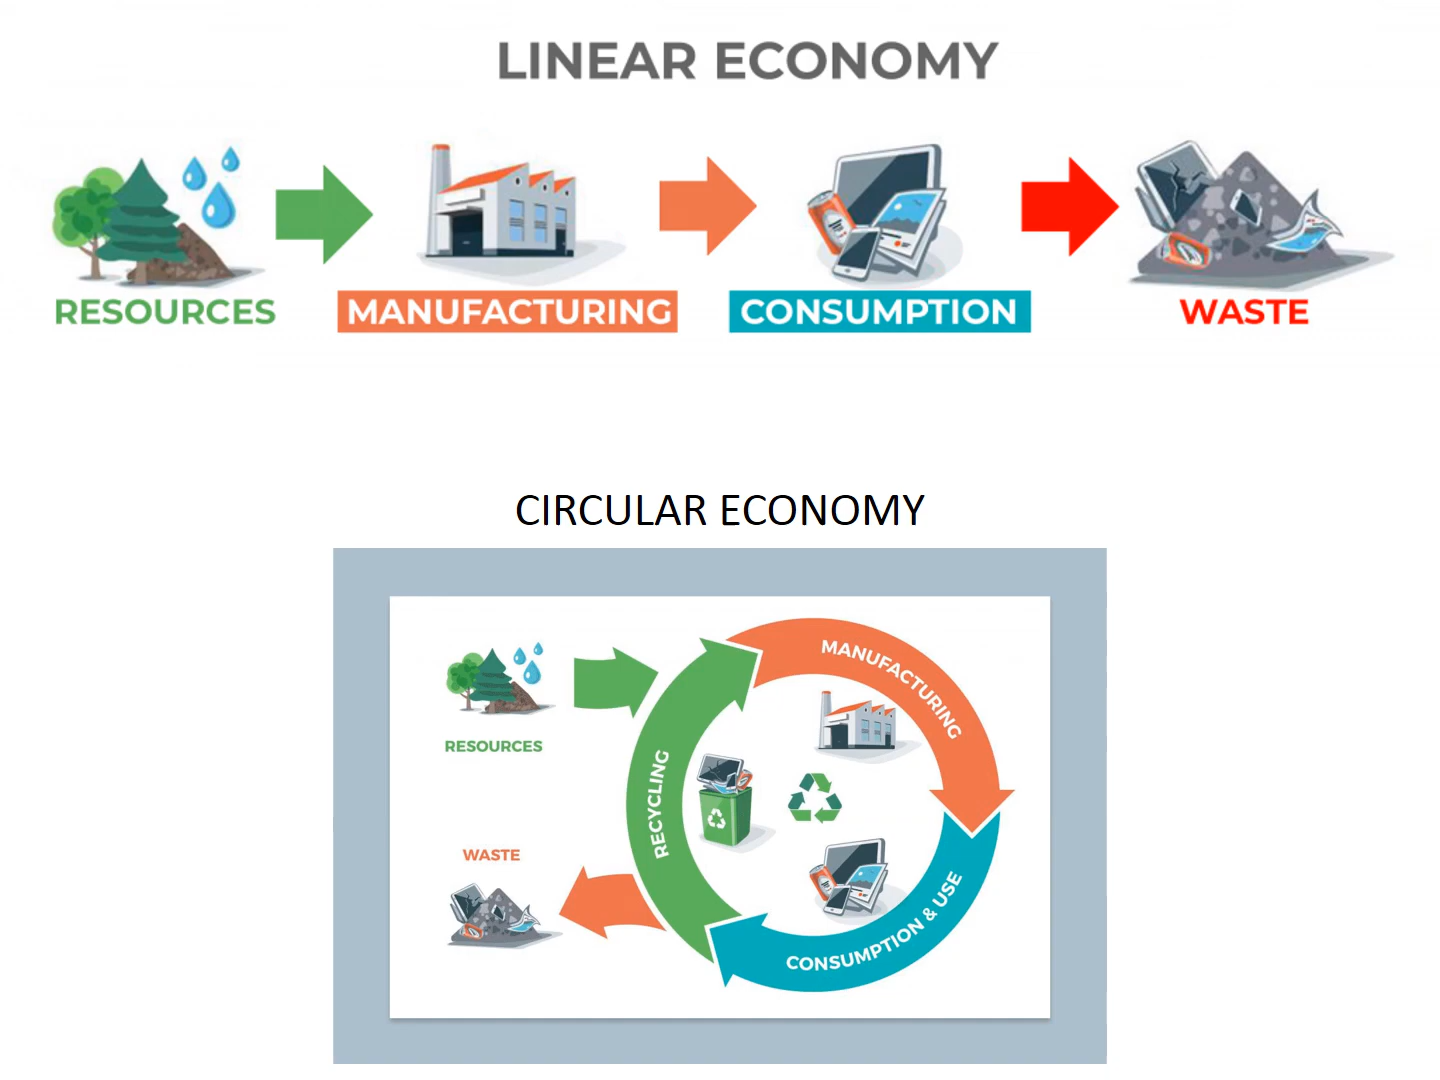 LINEAR ECONOMY
RESOURCES
MANUFACTURING
CONSUMPTION
WASTE
CIRCULAR ECONOMY
RESOURCES
MANUFACTURING
RECYCLING
WASTE
CONSUMPTION & USE